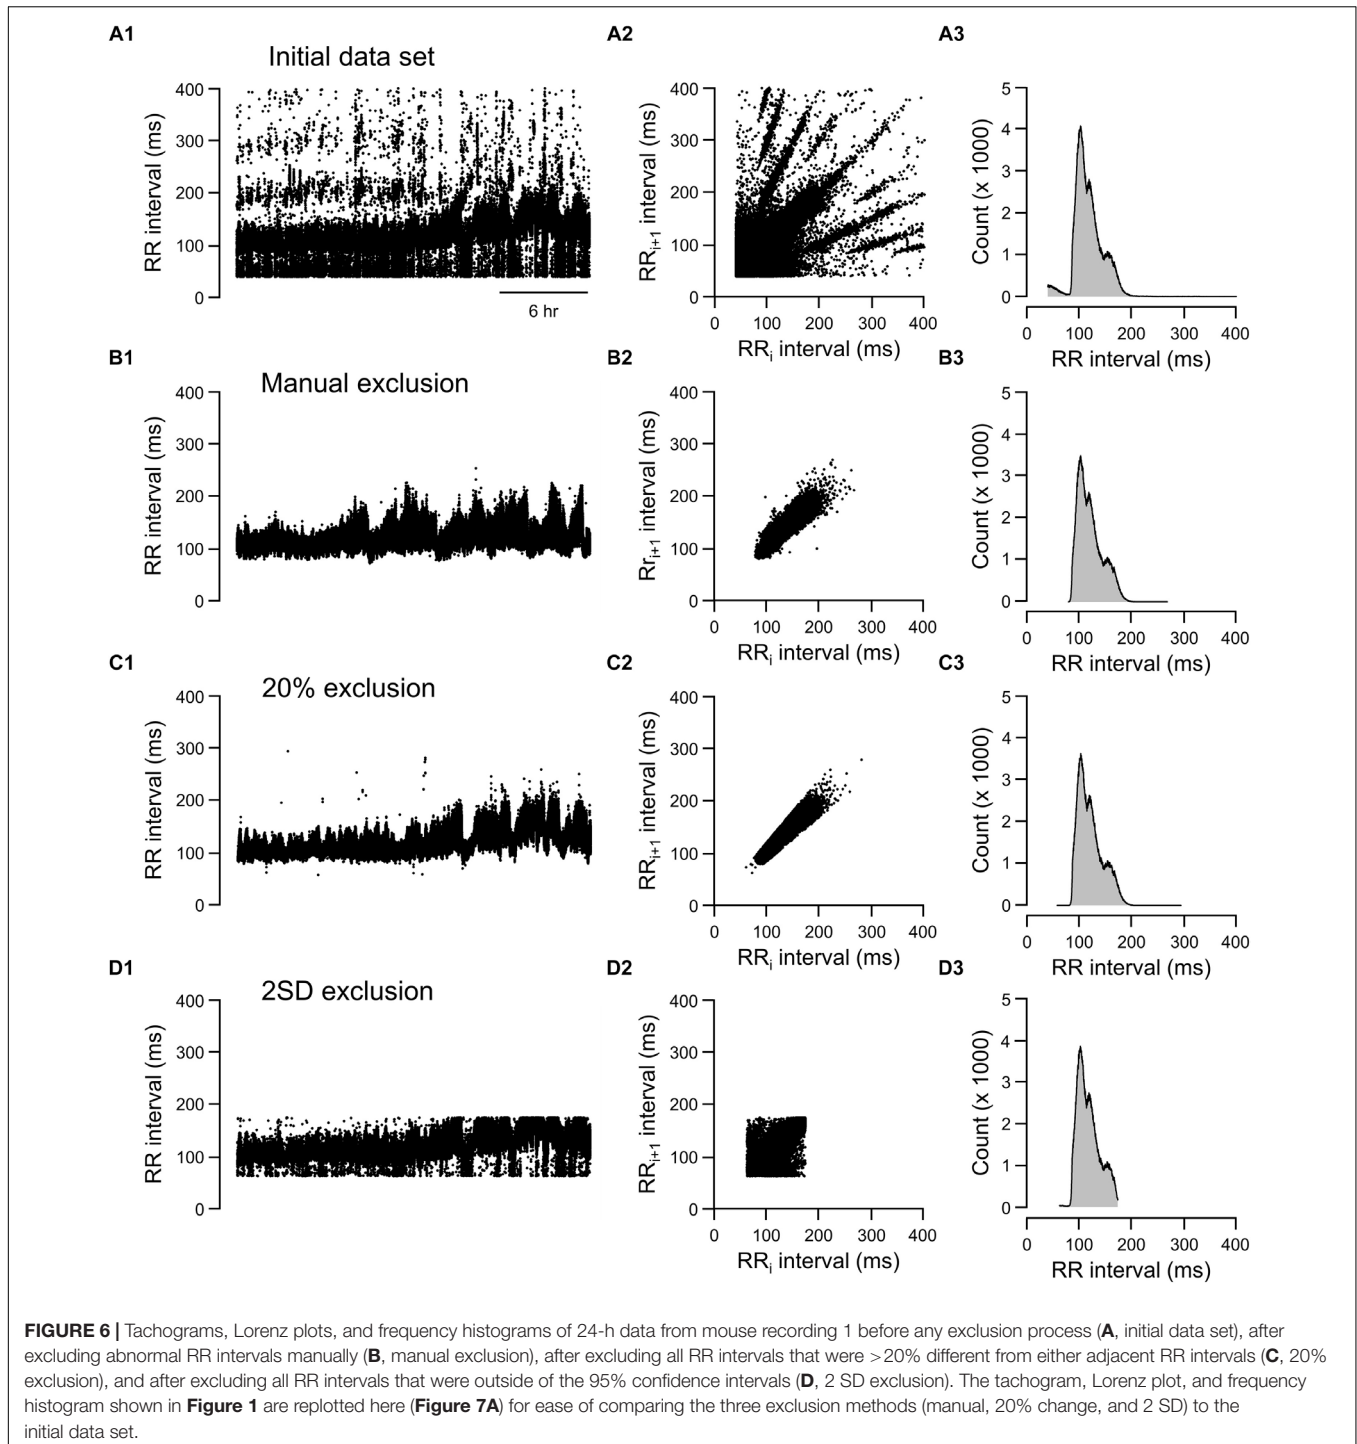 A1
A2
A3
Initial data set
RR interval (ms)
400
300
200
100
0
6 hr
RRi+1 interval (ms)
400
300
200
100
0
0 100 200 300 400
RRi interval (ms)
Count (x 1000)
5
4
3
2
1
0
0 100 200 300 400
RR interval (ms)
B1
B2
B3
Manual exclusion
RR interval (ms)
400
300
200
100
0
Rri+1 interval (ms)
400
300
200
100
0
0 100 200 300 400
RRi interval (ms)
Count (x 1000)
5
4
3
2
1
0
0 100 200 300 400
RR interval (ms)
C1
C2
C3
20% exclusion
RR interval (ms)
400
300
200
100
0
RRi+1 interval (ms)
400
300
200
100
0
0 100 200 300 400
RRi interval (ms)
Count (x 1000)
5
4
3
2
1
0
0 100 200 300 400
RR interval (ms)
D1
D2
D3
2SD exclusion
RR interval (ms)
400
300
200
100
0
RRi+1 interval (ms)
400
300
200
100
0
0 100 200 300 400
RRi interval (ms)
Count (x 1000)
5
4
3
2
1
0
0 100 200 300 400
RR interval (ms)
FIGURE 6 | Tachograms, Lorenz plots, and frequency histograms of 24-h data from mouse recording 1 before any exclusion process (A, initial data set), after
excluding abnormal RR intervals manually (B, manual exclusion), after excluding all RR intervals that were >20% different from either adjacent RR intervals (C, 20%
exclusion), and after excluding all RR intervals that were outside of the 95% confidence intervals (D, 2 SD exclusion). The tachogram, Lorenz plot, and frequency
histogram shown in Figure 1 are replotted here (Figure 7A) for ease of comparing the three exclusion methods (manual, 20% change, and 2 SD) to the
initial data set.